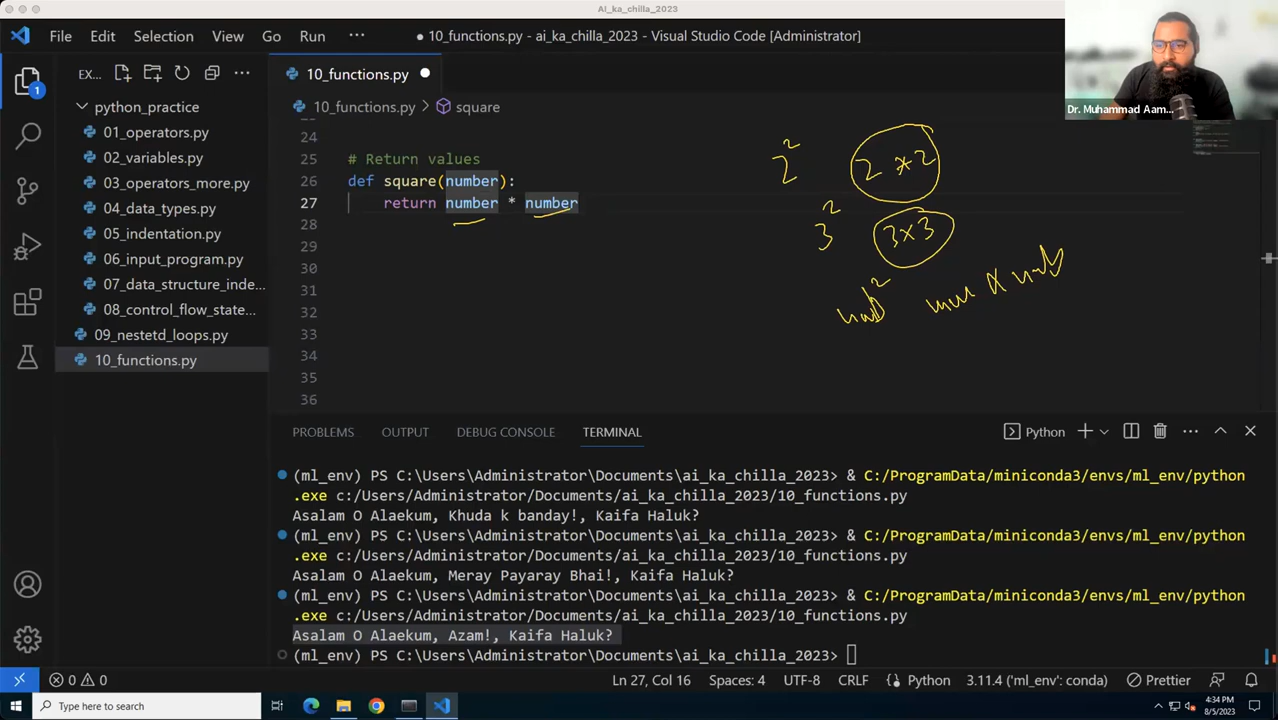 AI_ka_chilla_2023
File Edit Selection View Go Run ··· 10_functions.py - ai_ka_chilla_2023 - Visual Studio Code [Administrator]
Dr. Muhammad Aam...
1
EX...
10_functions.py
python_practice
01_operators.py
02_variables.py
03_operators_more.py
04_data_types.py
05_indentation.py
06_input_program.py
07_data_structure_inde...
08_control_flow_state...
09_nestetd_loops.py
10_functions.py
10_functions.py > square
24
25 # Return values
26 def square(number):
27 return number * number
28
29
30
31
32
33
34
35
36
2² 2 * 2
3² 3×3
PROBLEMS OUTPUT DEBUG CONSOLE TERMINAL Python
(ml_env) PS C:\Users\Administrator\Documents\ai_ka_chilla_2023> & C:/ProgramData/miniconda3/envs/ml_env/python
.exe c:/Users/Administrator/Documents/ai_ka_chilla_2023/10_functions.py
Asalam O Alaekum, Khuda k banday!, Kaifa Haluk?
(ml_env) PS C:\Users\Administrator\Documents\ai_ka_chilla_2023> & C:/ProgramData/miniconda3/envs/ml_env/python
.exe c:/Users/Administrator/Documents/ai_ka_chilla_2023/10_functions.py
Asalam O Alaekum, Meray Payaray Bhai!, Kaifa Haluk?
(ml_env) PS C:\Users\Administrator\Documents\ai_ka_chilla_2023> & C:/ProgramData/miniconda3/envs/ml_env/python
.exe c:/Users/Administrator/Documents/ai_ka_chilla_2023/10_functions.py
Asalam O Alaekum, Azam!, Kaifa Haluk?
(ml_env) PS C:\Users\Administrator\Documents\ai_ka_chilla_2023>
0 0 Ln 27, Col 16 Spaces: 4 UTF-8 CRLF Python 3.11.4 ('ml_env': conda) Prettier
Type here to search
4:34 PM
8/5/2023